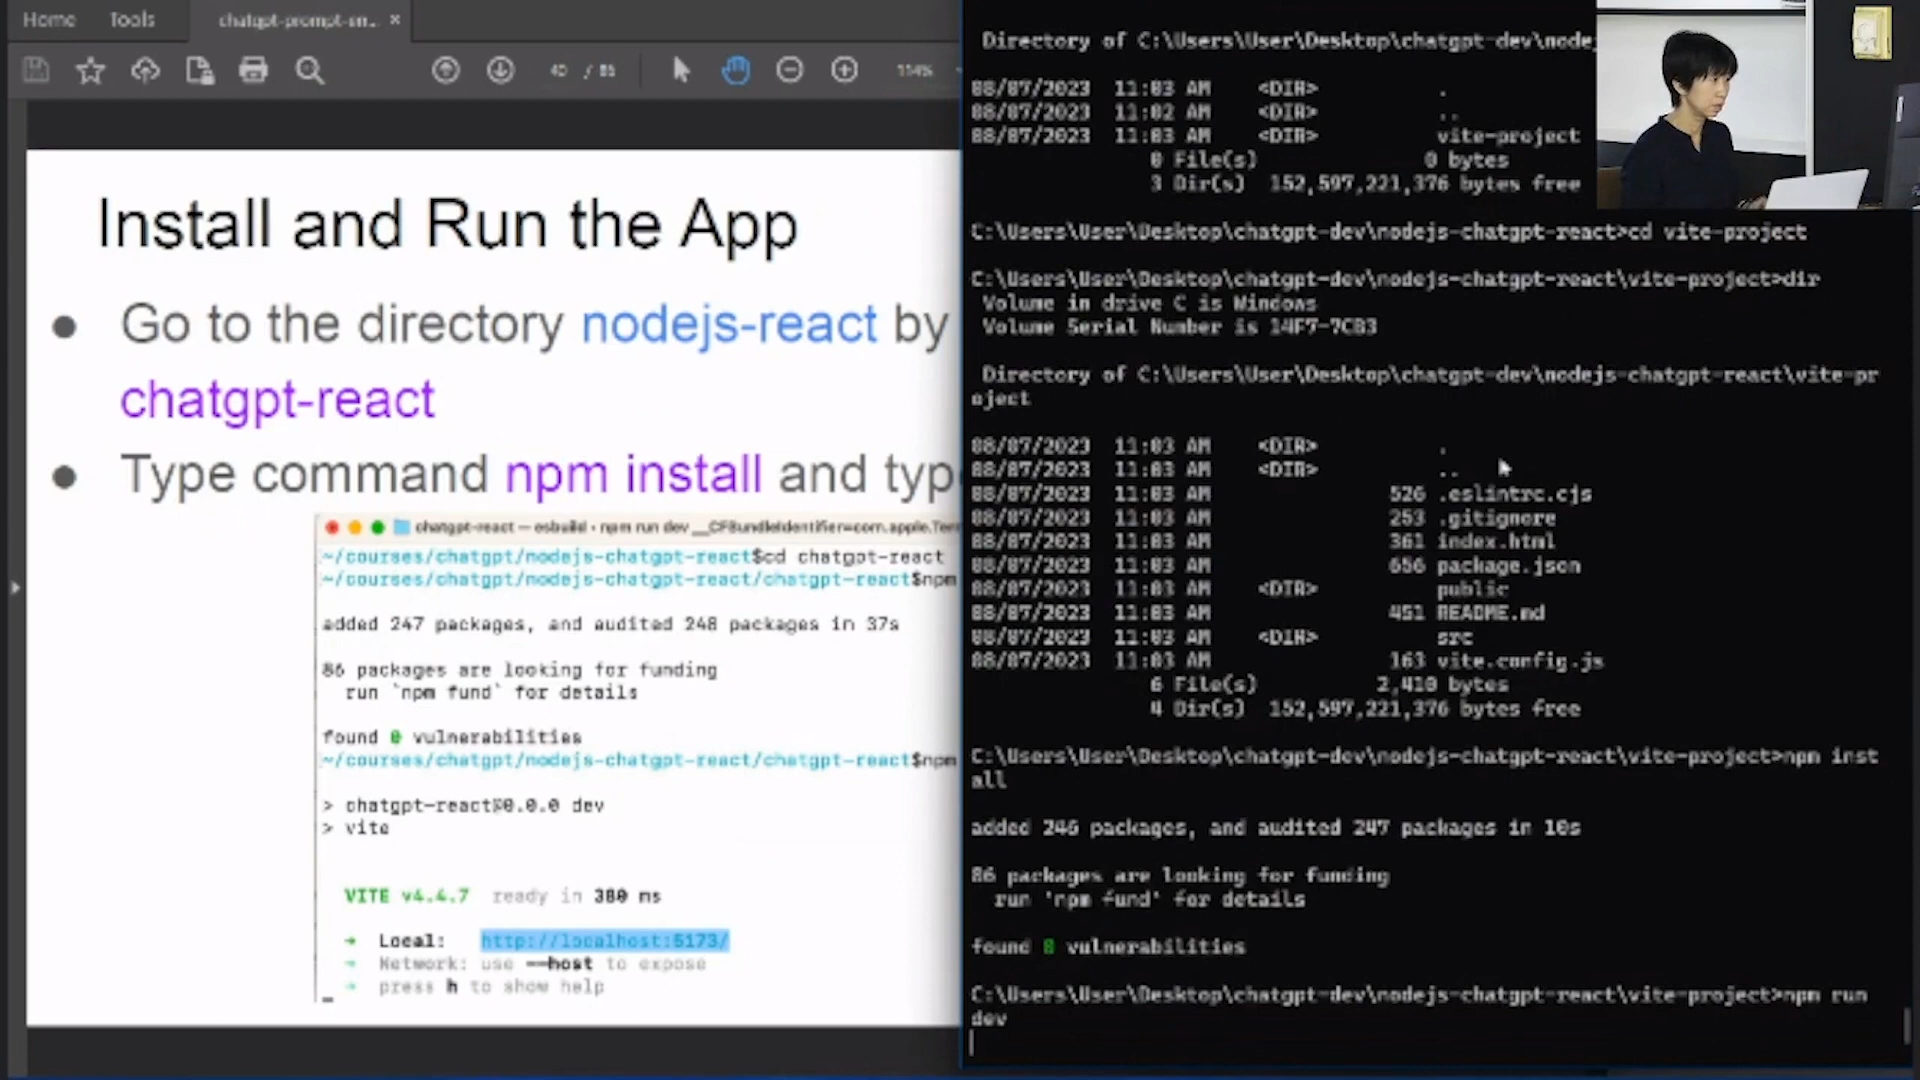 Home Tools chatgpt-prompt-en... ×
40 / 86 114%
Install and Run the App
● Go to the directory nodejs-react by
chatgpt-react
● Type command npm install and typ
chatgpt-react — esbuild • npm run dev __CFBundleIdentifier=com.apple.Ter
~/courses/chatgpt/nodejs-chatgpt-react$cd chatgpt-react
~/courses/chatgpt/nodejs-chatgpt-react/chatgpt-react$npm
added 247 packages, and audited 248 packages in 37s
86 packages are looking for funding
run `npm fund` for details
found 0 vulnerabilities
~/courses/chatgpt/nodejs-chatgpt-react/chatgpt-react$npm
> chatgpt-react@0.0.0 dev
> vite
VITE v4.4.7 ready in 380 ms
➜ Local: http://localhost:5173/
➜ Network: use --host to expose
➜ press h to show help
Directory of C:\Users\User\Desktop\chatgpt-dev\node
08/07/2023 11:03 AM <DIR> .
08/07/2023 11:02 AM <DIR> ..
08/07/2023 11:03 AM <DIR> vite-project
0 File(s) 0 bytes
3 Dir(s) 152,597,221,376 bytes free
C:\Users\User\Desktop\chatgpt-dev\nodejs-chatgpt-react>cd vite-project
C:\Users\User\Desktop\chatgpt-dev\nodejs-chatgpt-react\vite-project>dir
Volume in drive C is Windows
Volume Serial Number is 14F7-7CB3
Directory of C:\Users\User\Desktop\chatgpt-dev\nodejs-chatgpt-react\vite-pr
oject
08/07/2023 11:03 AM <DIR> .
08/07/2023 11:03 AM <DIR> ..
08/07/2023 11:03 AM 526 .eslintrc.cjs
08/07/2023 11:03 AM 253 .gitignore
08/07/2023 11:03 AM 361 index.html
08/07/2023 11:03 AM 656 package.json
08/07/2023 11:03 AM <DIR> public
08/07/2023 11:03 AM 451 README.md
08/07/2023 11:03 AM <DIR> src
08/07/2023 11:03 AM 163 vite.config.js
6 File(s) 2,410 bytes
4 Dir(s) 152,597,221,376 bytes free
C:\Users\User\Desktop\chatgpt-dev\nodejs-chatgpt-react\vite-project>npm inst
all
added 246 packages, and audited 247 packages in 10s
86 packages are looking for funding
run `npm fund` for details
found 0 vulnerabilities
C:\Users\User\Desktop\chatgpt-dev\nodejs-chatgpt-react\vite-project>npm run
dev